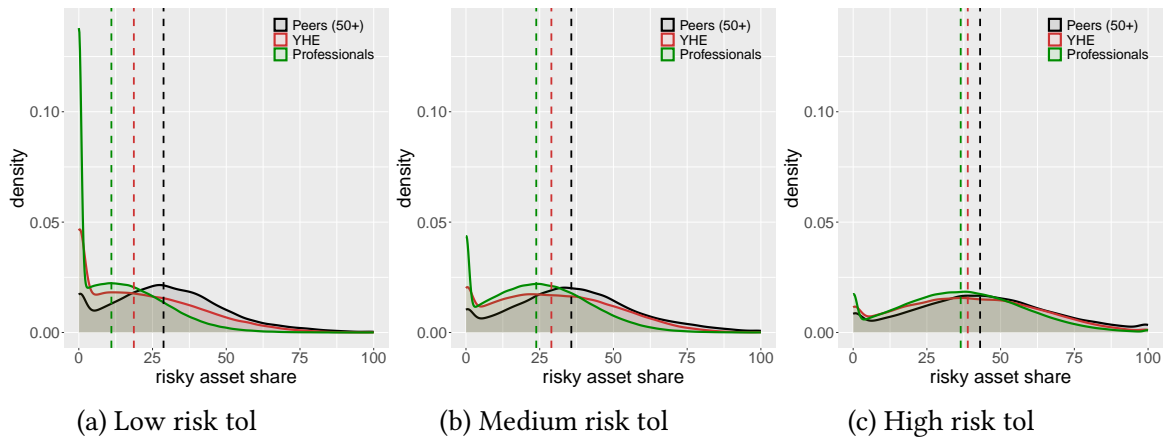 Peers (50+)
YHE
Professionals
0.10
0.05
0.00
density
0
25
50
75
100
risky asset share
(a) Low risk tol
Peers (50+)
YHE
Professionals
0.10
0.05
0.00
density
0
25
50
75
100
risky asset share
(b) Medium risk tol
Peers (50+)
YHE
Professionals
0.10
0.05
0.00
density
0
25
50
75
100
risky asset share
(c) High risk tol